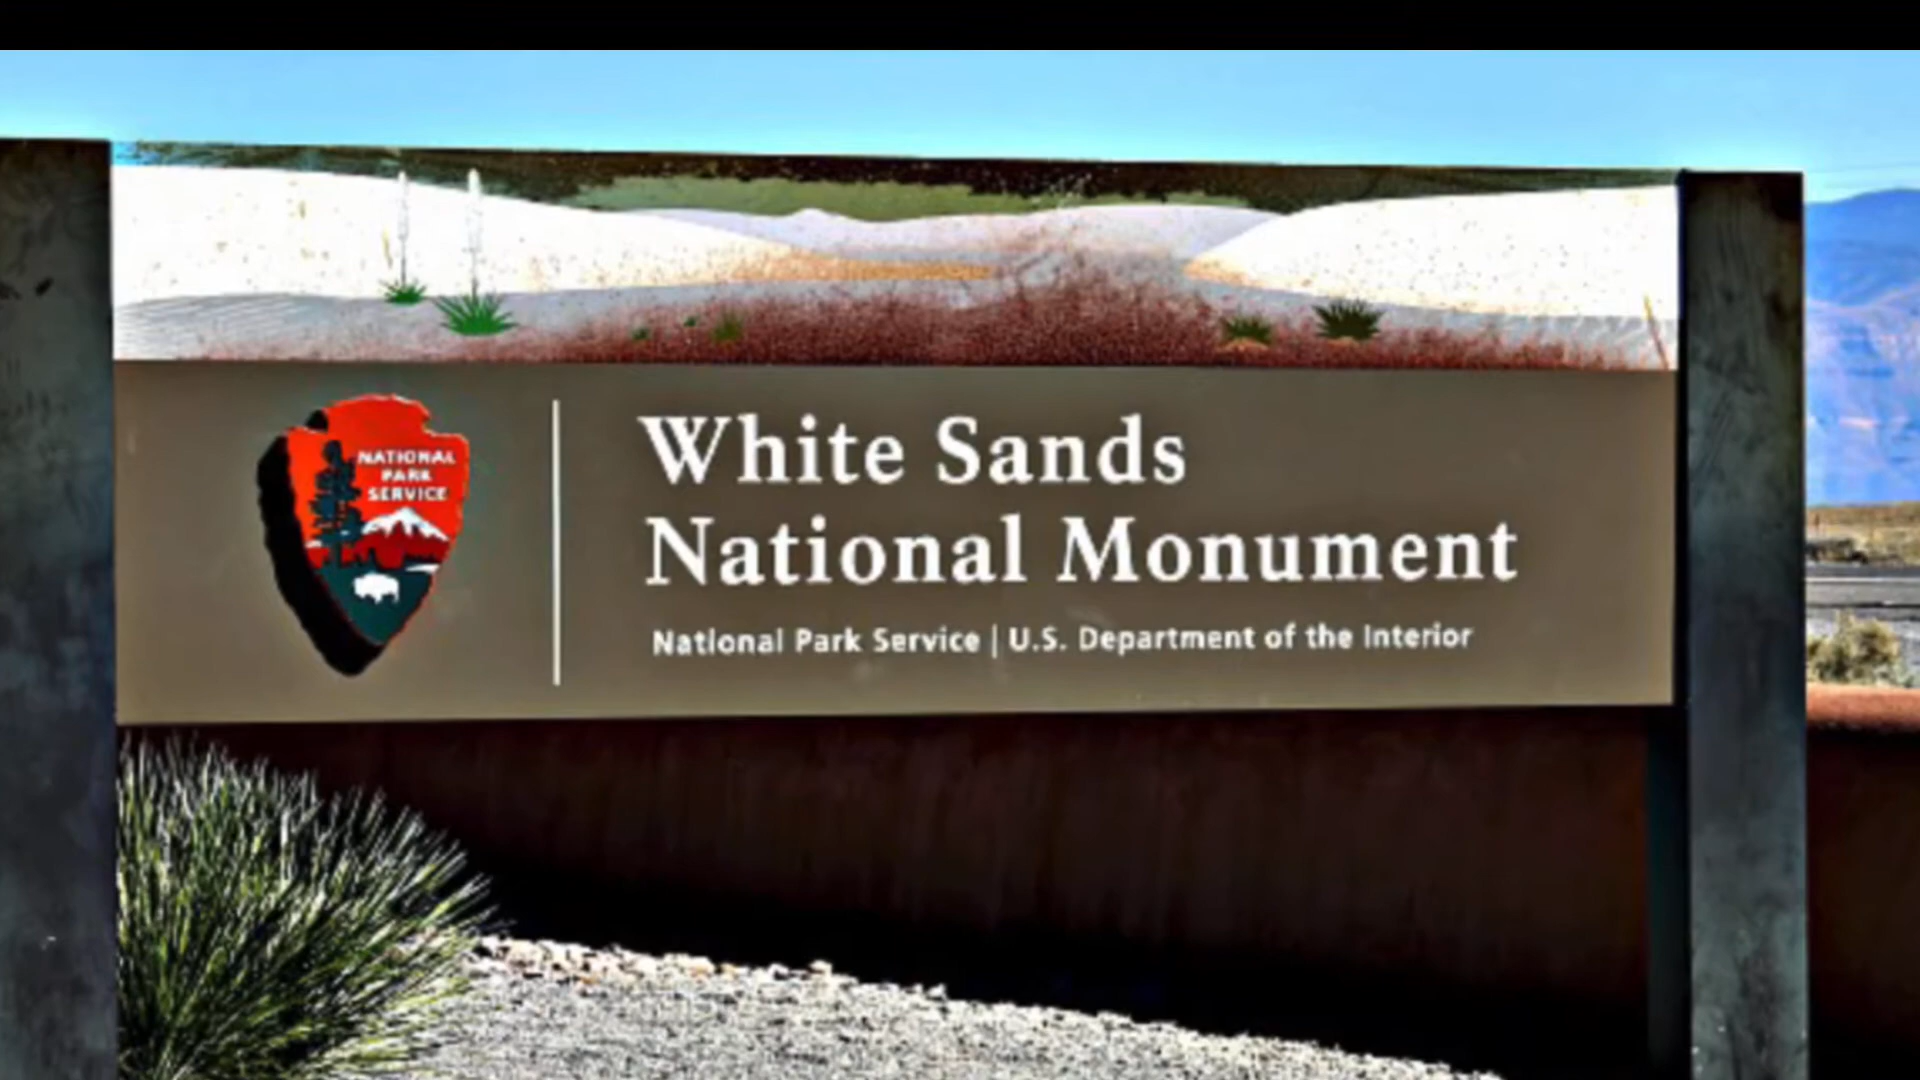 NATIONAL
PARK
SERVICE
White Sands
National Monument
National Park Service | U.S. Department of the Interior